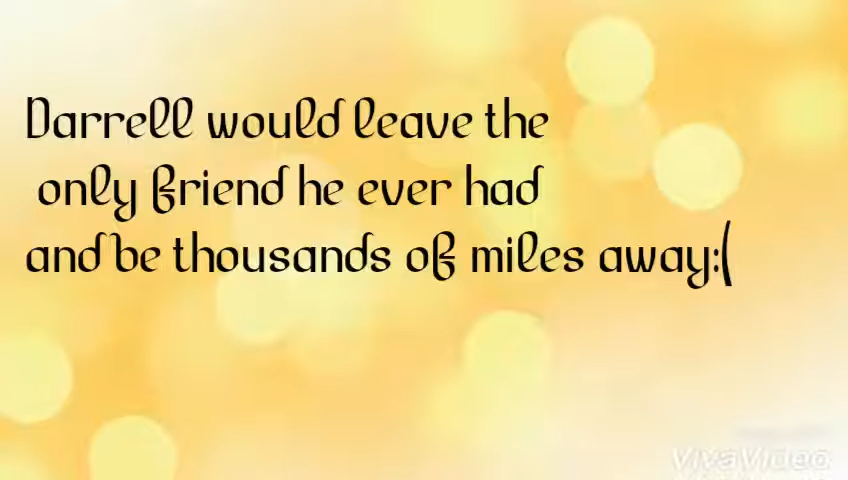 Darrell would leave the
only friend he ever had
and be thousands of miles away:(
VivaVideo